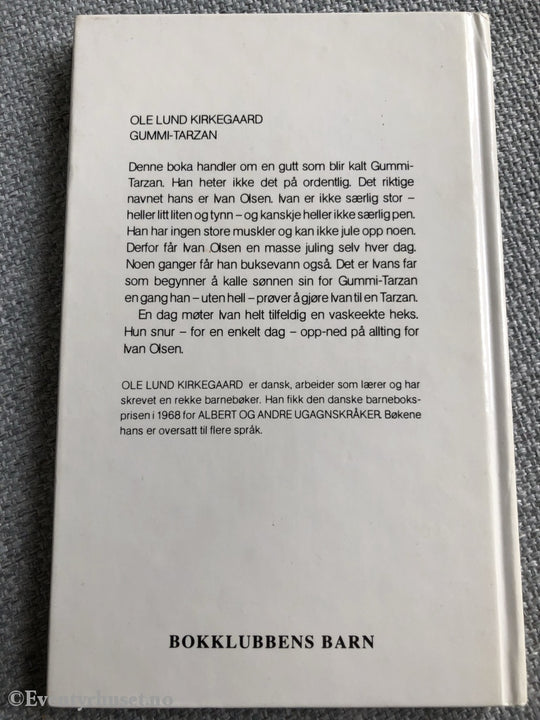 OLE LUND KIRKEGAARD
GUMMI-TARZAN
Denne boka handler om en gutt som blir kalt Gummi-
Tarzan. Han heter ikke det på ordentlig. Det riktige
navnet hans er Ivan Olsen. Ivan er ikke særlig stor –
heller litt liten og tynn – og kanskje heller ikke særlig pen.
Han har ingen store muskler og kan ikke jule opp noen.
Derfor får Ivan Olsen en masse juling selv hver dag.
Noen ganger får han buksevann også. Det er Ivans far
som begynner å kalle sønnen sin for Gummi-Tarzan
en gang han – uten hell – prøver å gjøre Ivan til en Tarzan.
En dag møter Ivan helt tilfeldig en vaskeekte heks.
Hun snur – for en enkelt dag – opp-ned på allting for
Ivan Olsen.
OLE LUND KIRKEGAARD er dansk, arbeider som lærer og har
skrevet en rekke barnebøker. Han fikk den danske barneboks-
prisen i 1968 for ALBERT OG ANDRE UGAGNSKRÅKER. Bøkene
hans er oversatt til flere språk.
BOKKLUBBENS BARN
©Eventyrhuset.no